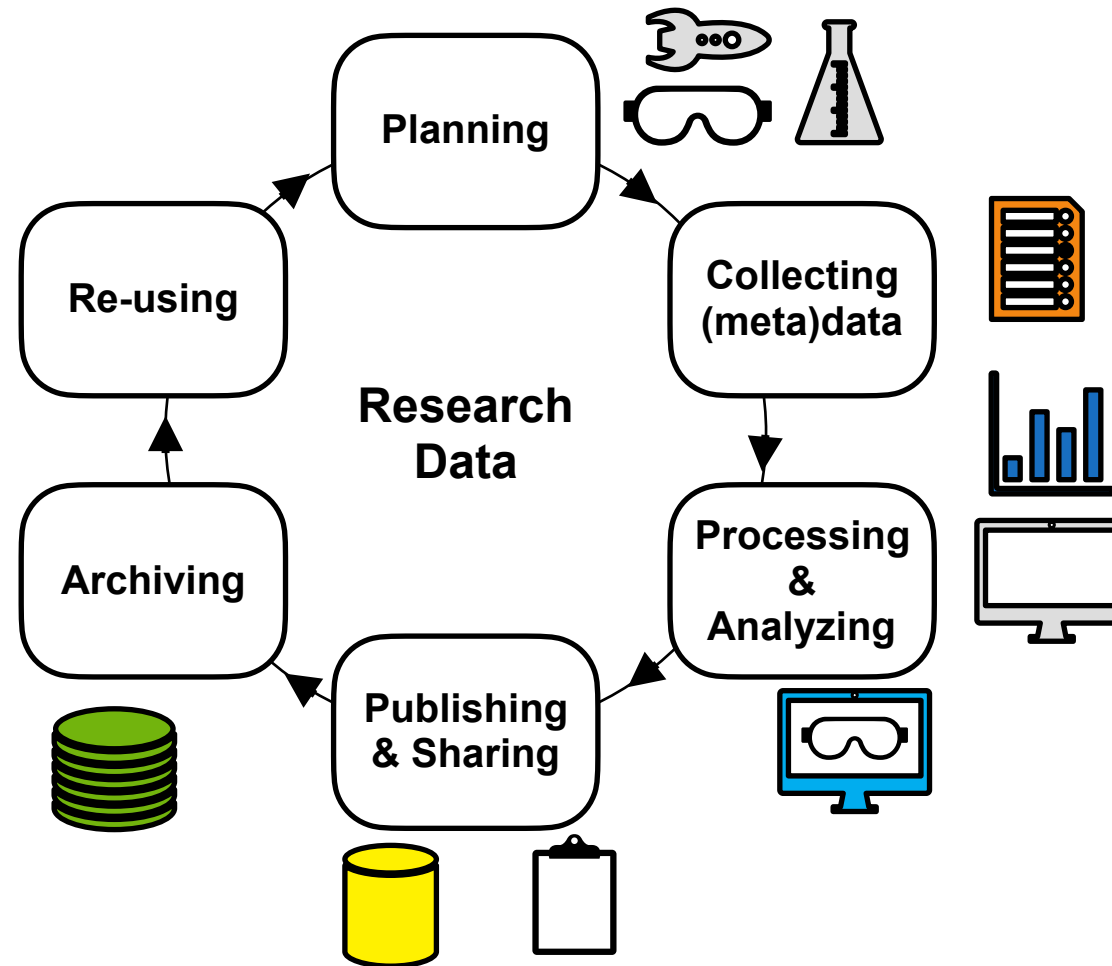 Planning
Collecting
(meta)data
Processing
&
Analyzing
Publishing
& Sharing
Archiving
Re-using
Research
Data